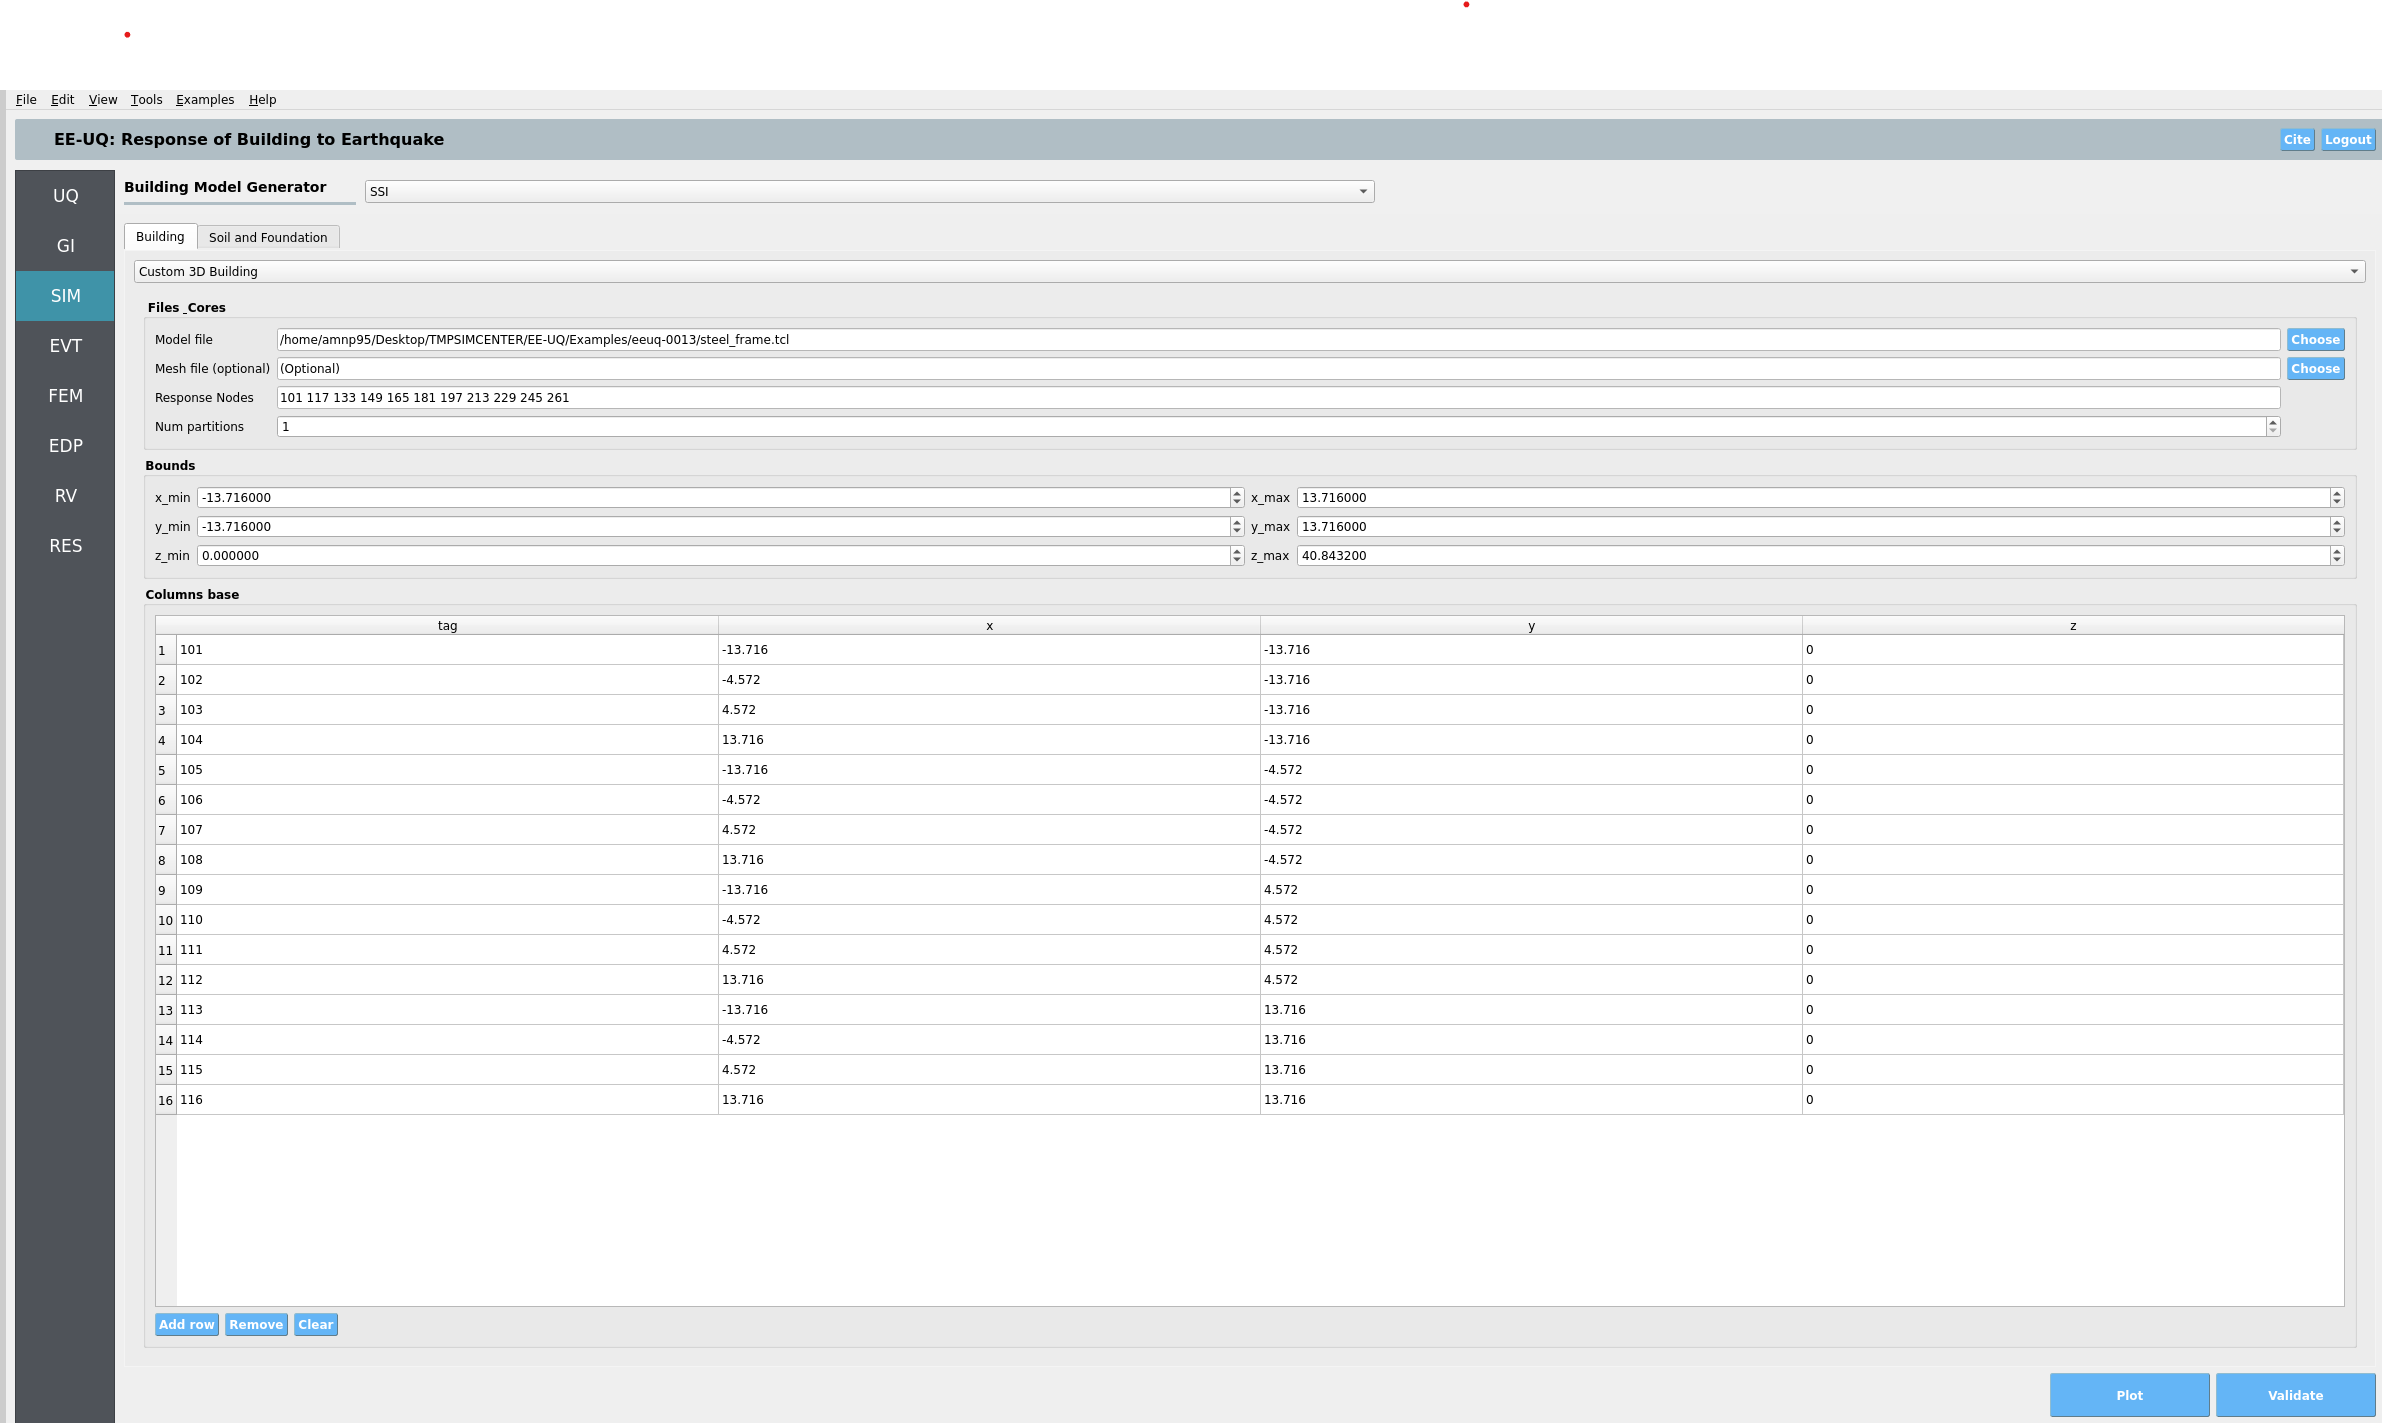 File Edit View Tools Examples Help
EE-UQ: Response of Building to Earthquake Cite Logout
UQ
GI
SIM
EVT
FEM
EDP
RV
RES
Building Model Generator SSI
Building Soil and Foundation
Custom 3D Building
Files _Cores
Model file /home/amnp95/Desktop/TMPSIMCENTER/EE-UQ/Examples/eeuq-0013/steel_frame.tcl Choose
Mesh file (optional) (Optional) Choose
Response Nodes 101 117 133 149 165 181 197 213 229 245 261
Num partitions 1
Bounds
x_min -13.716000 x_max 13.716000
y_min -13.716000 y_max 13.716000
z_min 0.000000 z_max 40.843200
Columns base
tag x y z
1 101 -13.716 -13.716 0
2 102 -4.572 -13.716 0
3 103 4.572 -13.716 0
4 104 13.716 -13.716 0
5 105 -13.716 -4.572 0
6 106 -4.572 -4.572 0
7 107 4.572 -4.572 0
8 108 13.716 -4.572 0
9 109 -13.716 4.572 0
10 110 -4.572 4.572 0
11 111 4.572 4.572 0
12 112 13.716 4.572 0
13 113 -13.716 13.716 0
14 114 -4.572 13.716 0
15 115 4.572 13.716 0
16 116 13.716 13.716 0
Add row Remove Clear
Plot Validate